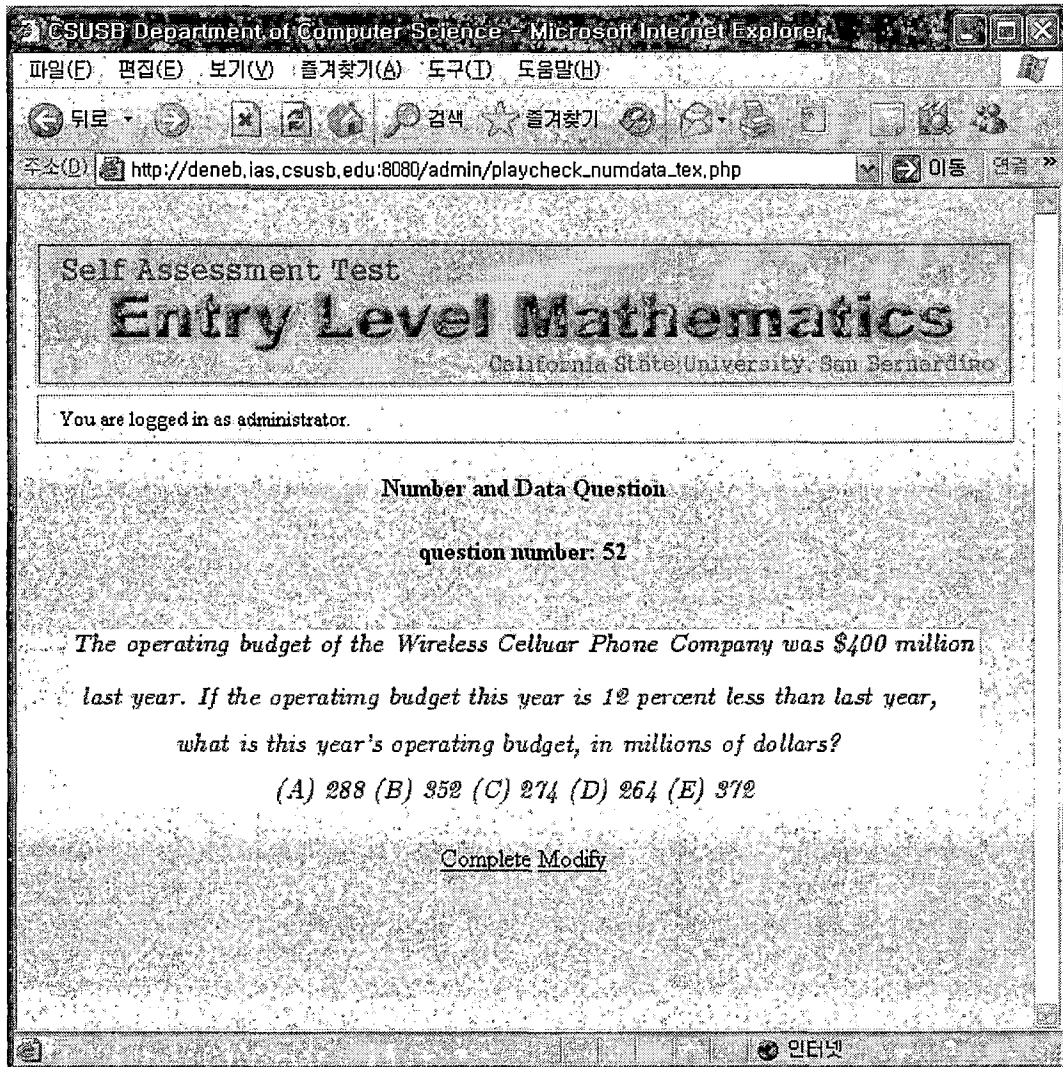 CSUSB Department of Computer Science - Microsoft Internet Explorer
파일(F) 편집(E) 보기(V) 즐겨찾기(A) 도구(T) 도움말(H)
뒤로 검색 즐겨찾기
주소(D) http://deneb.ias.csusb.edu:8080/admin/playcheck_numdata_tex.php 이동 연결 »
Self Assessment Test
Entry Level Mathematics
California State University, San Bernardino
You are logged in as administrator.
Number and Data Question
question number: 52
The operating budget of the Wireless Celluar Phone Company was $400 million
last year. If the operatimg budget this year is 12 percent less than last year,
what is this year's operating budget, in millions of dollars?
(A) 288 (B) 352 (C) 274 (D) 264 (E) 372
Complete Modify
인터넷